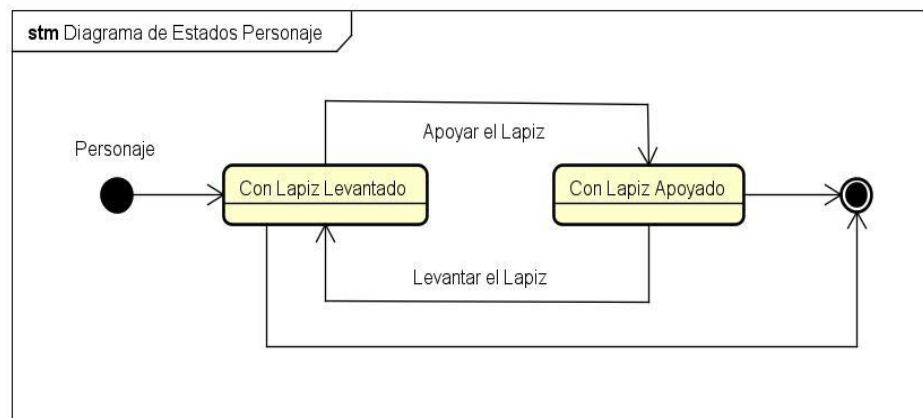 stm Diagrama de Estados Personaje
Apoyar el Lapiz
Personaje
Con Lapiz Levantado
Con Lapiz Apoyado
Levantar el Lapiz